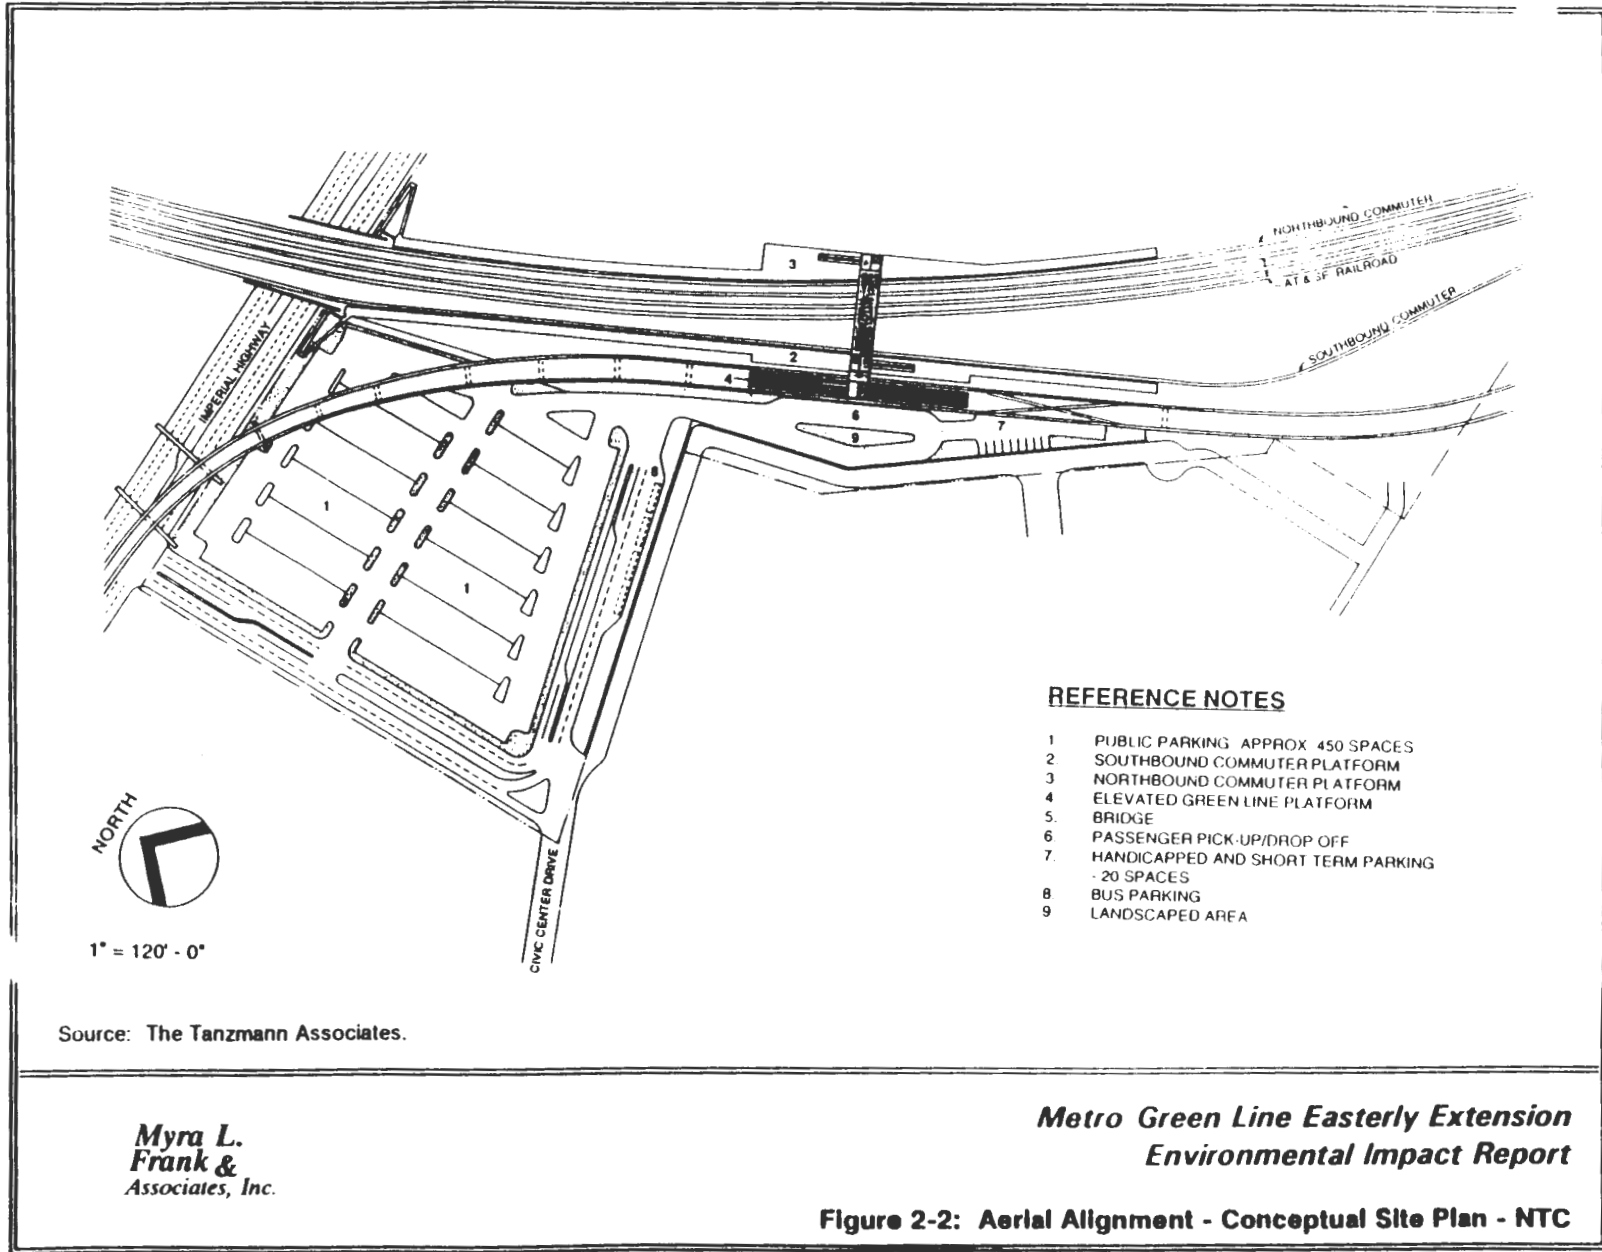 NORTHBOUND COMMUTER
AT & SF RAILROAD
SOUTHBOUND COMMUTER
IMPERIAL HIGHWAY
3
2
4
6
7
9
8
1
1
CIVIC CENTER DRIVE
NORTH
1" = 120' - 0"
REFERENCE NOTES
1 PUBLIC PARKING APPROX 450 SPACES
2 SOUTHBOUND COMMUTER PLATFORM
3 NORTHBOUND COMMUTER PLATFORM
4 ELEVATED GREEN LINE PLATFORM
5. BRIDGE
6 PASSENGER PICK-UP/DROP OFF
7. HANDICAPPED AND SHORT TERM PARKING
- 20 SPACES
8 BUS PARKING
9 LANDSCAPED AREA
Source: The Tanzmann Associates.
Myra L.
Frank &
Associates, Inc.
Metro Green Line Easterly Extension
Environmental Impact Report
Figure 2-2: Aerial Alignment - Conceptual Site Plan - NTC